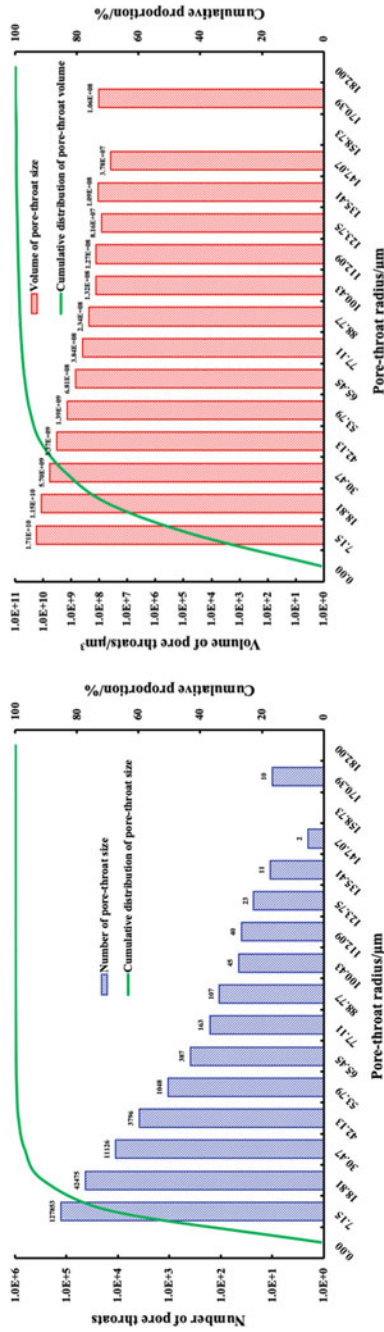 1.0E+6
1.0E+5
1.0E+4
1.0E+3
1.0E+2
1.0E+1
1.0E+0
Number of pore throats
Number of pore-throat size
Cumulative distribution of pore-throat size
42475
11126
3796
1048
387
163
107
45
40
23
11
2
10
100
80
60
40
20
0
Cumulative proportion/%
0.00
7.15
18.81
30.47
42.13
53.79
65.45
77.11
88.77
100.43
112.09
123.75
135.41
147.07
158.73
170.39
182.00
Pore-throat radius/μm
1.0E+11
1.0E+10
1.0E+9
1.0E+8
1.0E+7
1.0E+6
1.0E+5
1.0E+4
1.0E+3
1.0E+2
1.0E+1
1.0E+0
Volume of pore throats/μm³
Volume of pore-throat size
Cumulative distribution of pore-throat volume
1.71E+10
1.15E+10
5.70E+09
1.39E+09
6.81E+08
3.84E+08
2.34E+08
1.32E+08
1.27E+08
8.16E+07
1.09E+08
3.78E+07
1.06E+08
100
80
60
40
20
0
Cumulative proportion/%
0.00
7.15
18.81
30.47
42.13
53.79
65.45
77.11
88.77
100.43
112.09
123.75
135.41
147.07
158.73
170.39
182.00
Pore-throat radius/μm